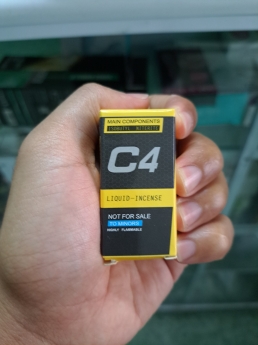 MAIN COMPONENTS
C4
LIQUID-INCENSE
NOT FOR SALE
TO MINORS
HIGHLY FLAMMABLE